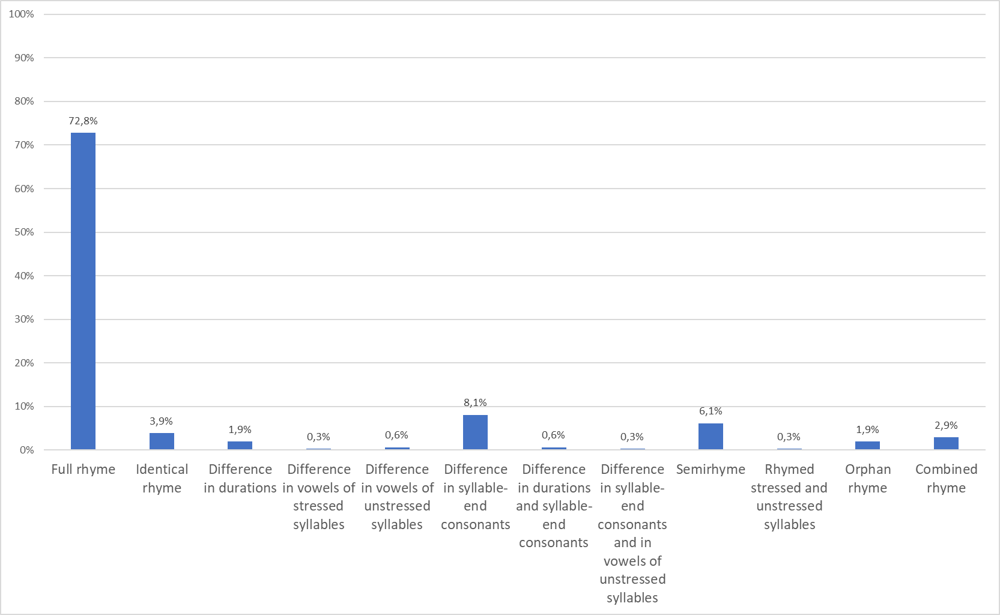 100%
90%
80%
70%
60%
50%
40%
30%
20%
10%
0%
72,8%
3,9%
1,9%
0,3%
0,6%
8,1%
0,6%
0,3%
6,1%
0,3%
1,9%
2,9%
Full rhyme
Identical
rhyme
Difference
in durations
Difference
in vowels of
stressed
syllables
Difference
in vowels of
unstressed
syllables
Difference
in syllable-
end
consonants
Difference
in durations
and syllable-
end
consonants
Difference
in syllable-
end
consonants
and in
vowels of
unstressed
syllables
Semirhyme
Rhymed
stressed and
unstressed
syllables
Orphan
rhyme
Combined
rhyme